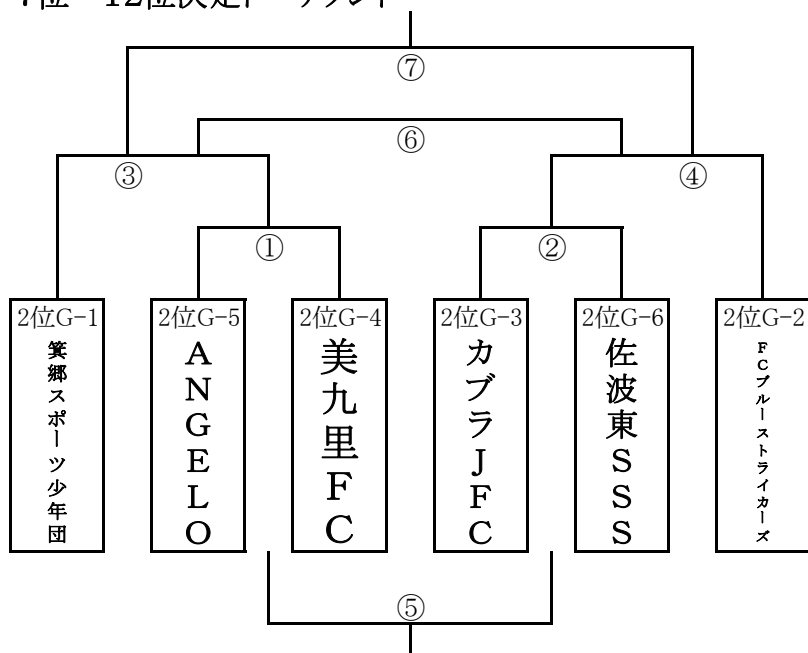 7位~12位決定トーナメント
⑦
⑥
③
④
①
②
2位G-1
2位G-5
2位G-4
2位G-3
2位G-6
2位G-2
箕郷スポーツ少年団
ANGELO
美九里FC
カブラJFC
佐波東SSS
FCブルーストライカーズ
⑤